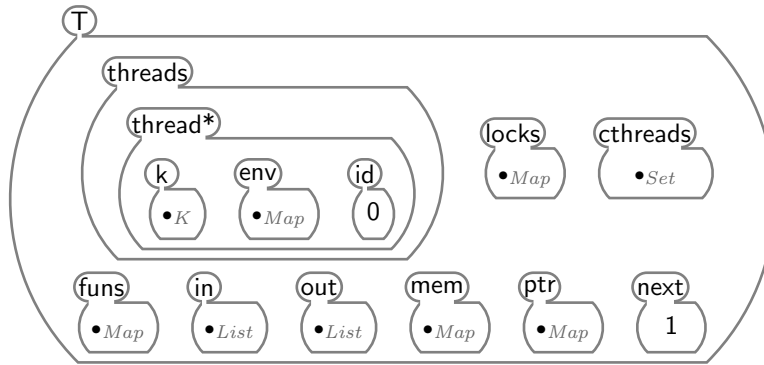 T
threads
thread*
k env id
•K •Map 0
locks cthreads
•Map •Set
funs in out mem ptr next
•Map •List •List •Map •Map 1